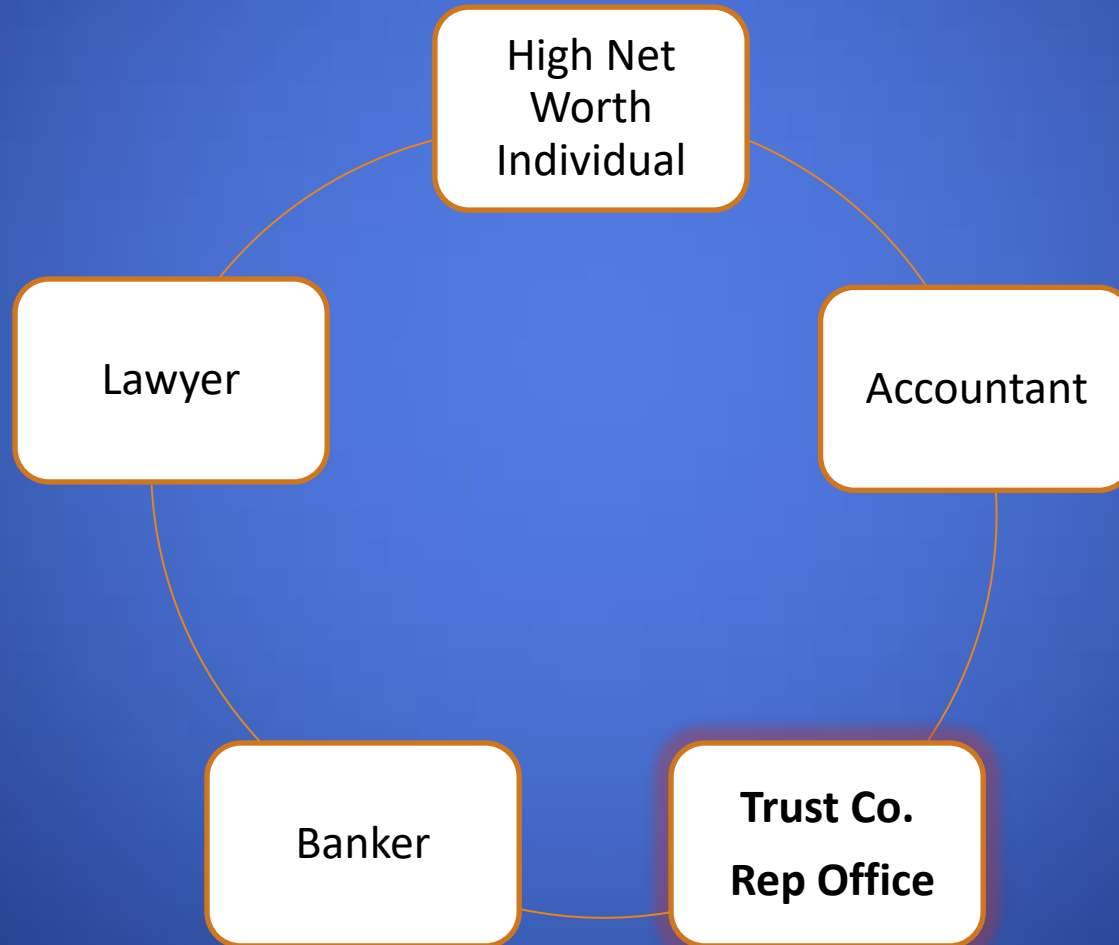 High Net
Worth
Individual
Lawyer
Accountant
Banker
Trust Co.
Rep Office